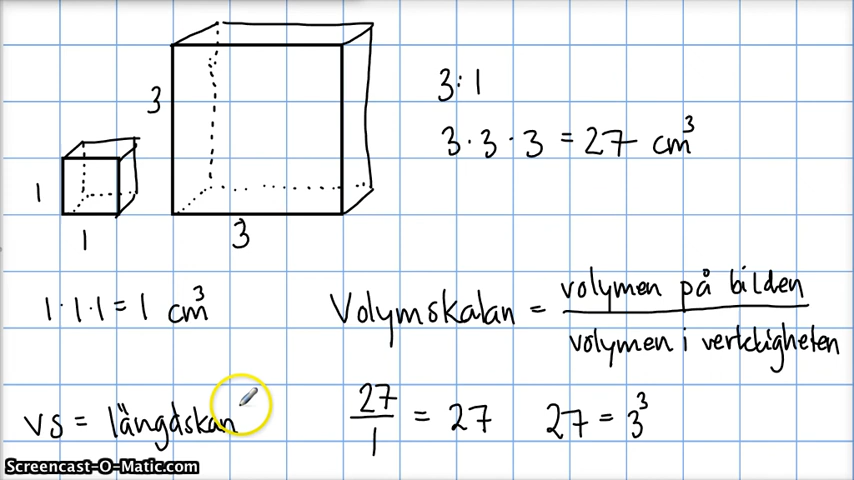 3
1
1
3
3:1
3·3·3 = 27 cm³
1·1·1 = 1 cm³
Volymskalan = volymen på bilden
volymen i verkligheten
vs = längdskan
27
1
= 27
27 = 3³
Screencast-O-Matic.com